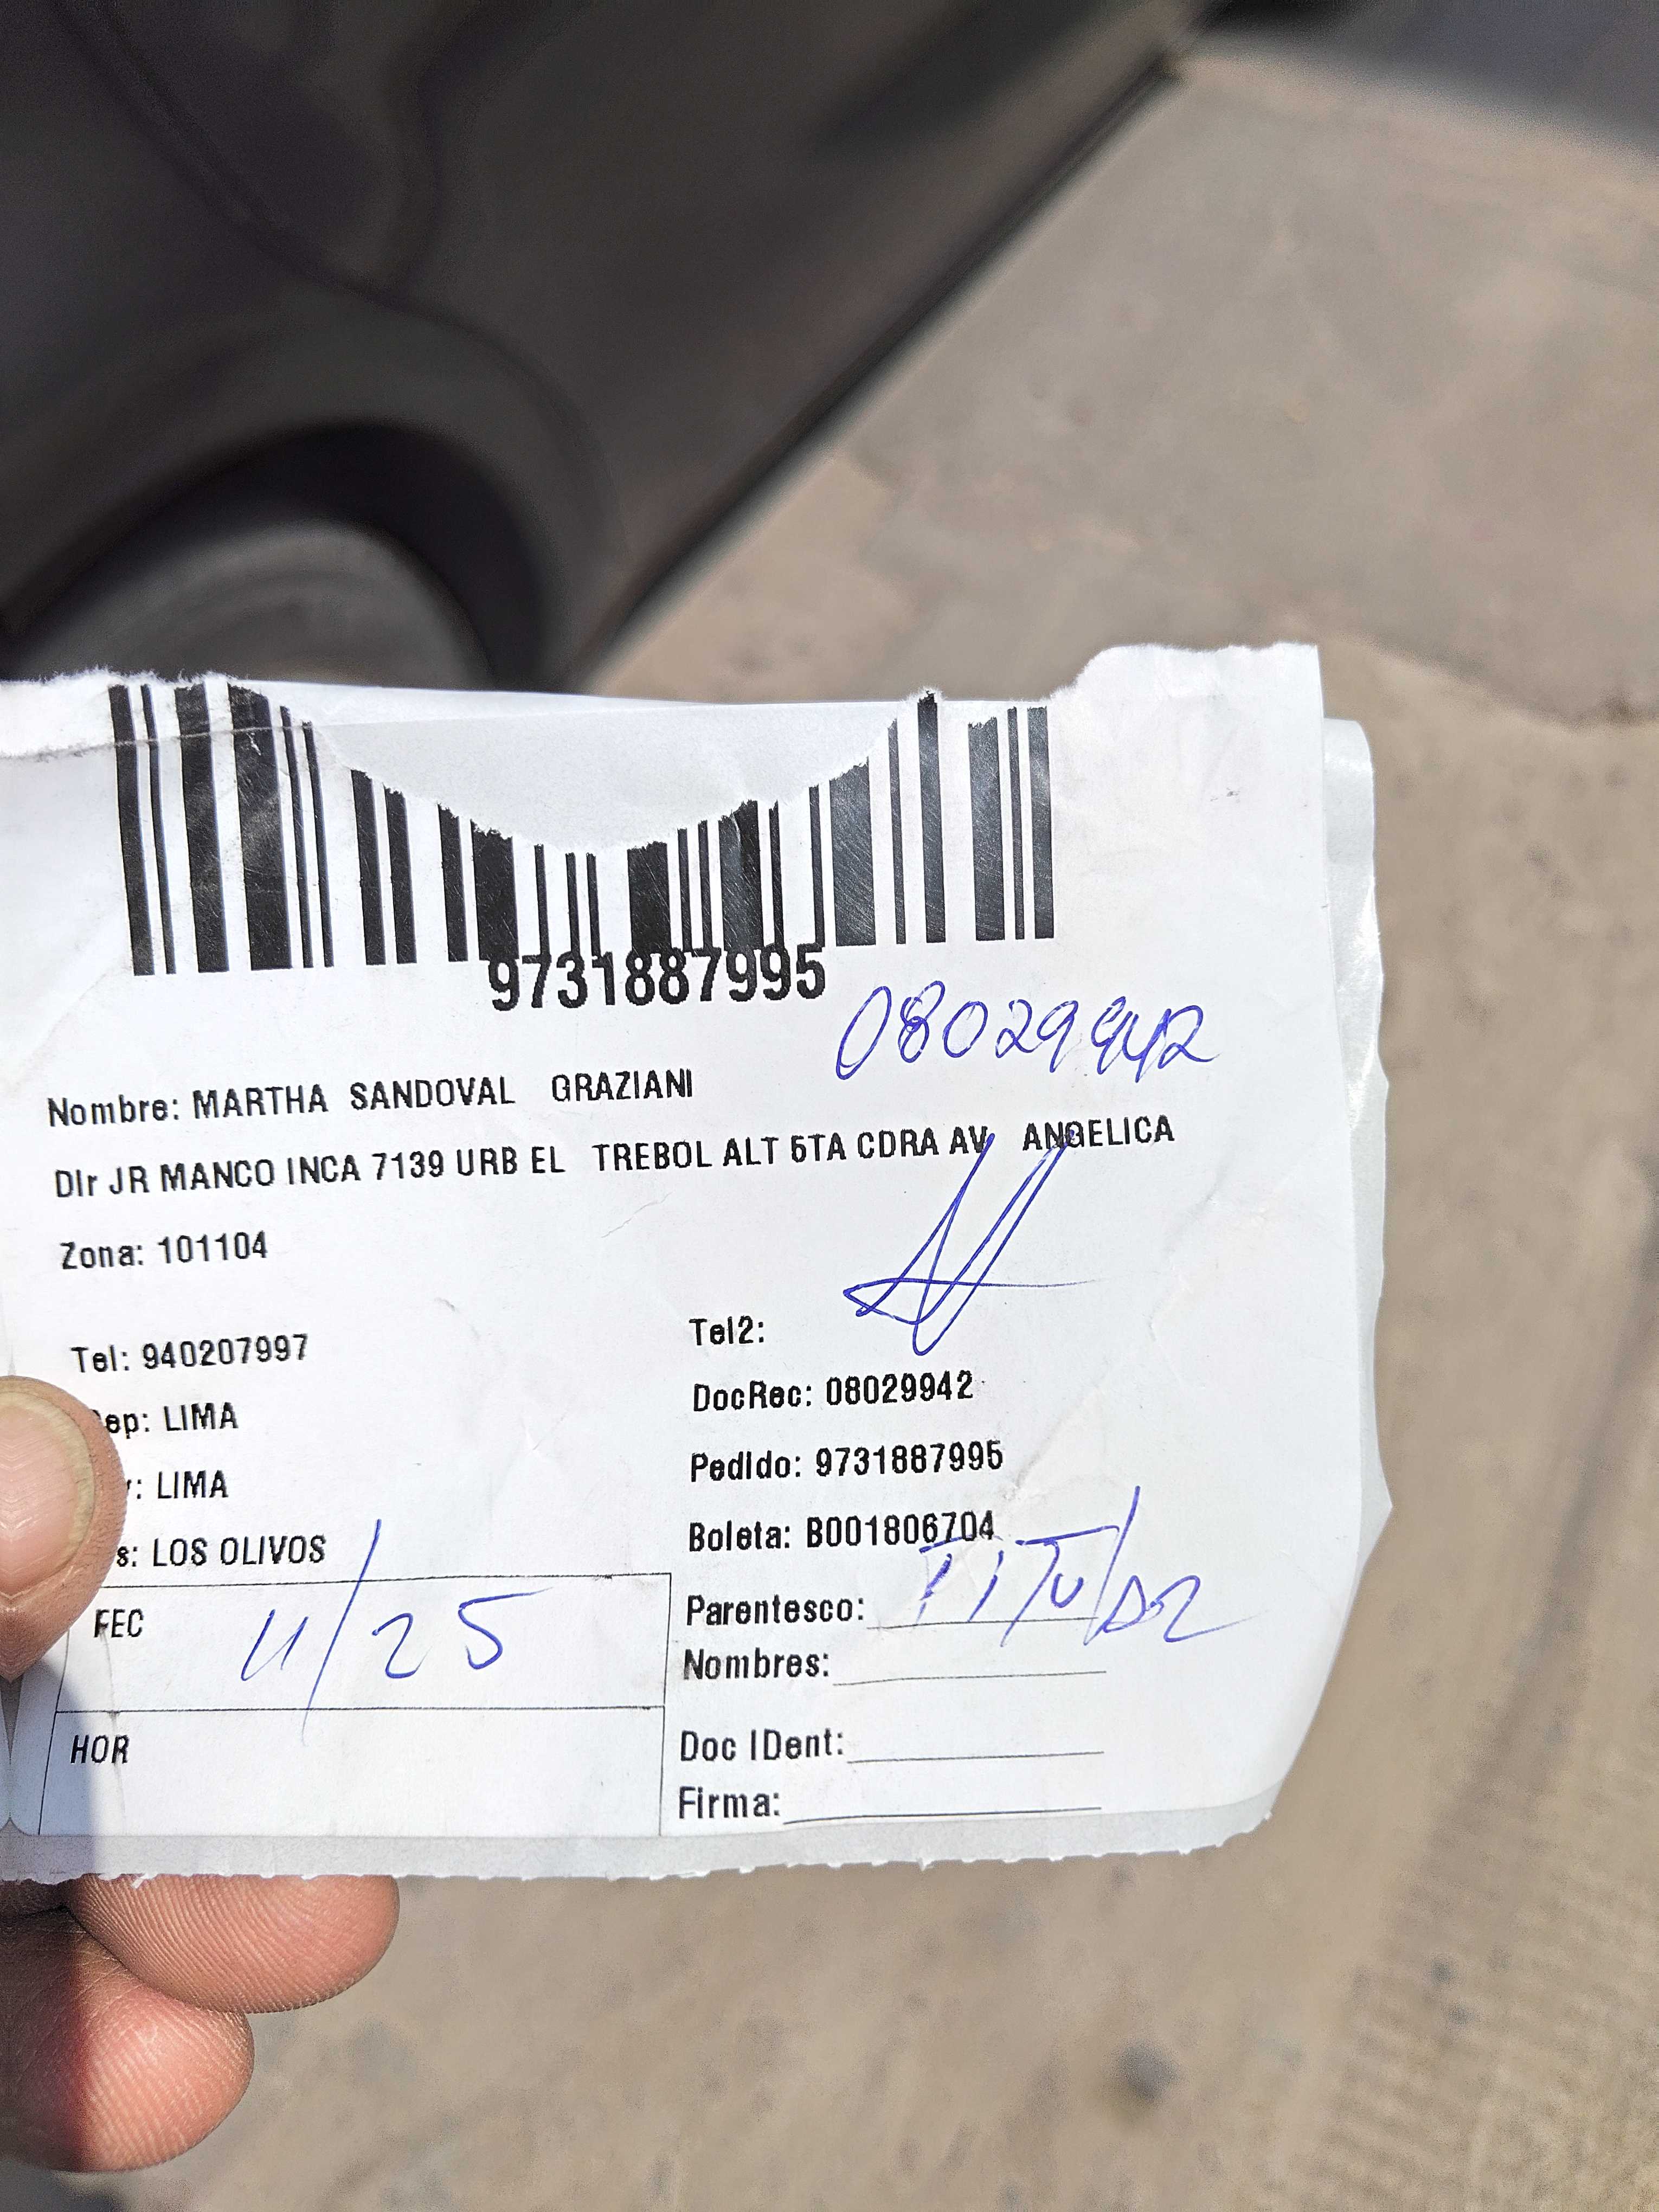 9731887995
08029942
Nombre: MARTHA SANDOVAL GRAZIANI
DIr JR MANCO INCA 7139 URB EL TREBOL ALT 5TA CDRA AV ANGELICA
Zona: 101104
Tel: 940207997
Tel2:
DocRec: 08029942
ep: LIMA
Pedido: 9731887995
: LIMA
Boleta: B001806704
s: LOS OLIVOS
Parentesco:
FEC 11/25
Nombres:
HOR
Doc IDent:
Firma: